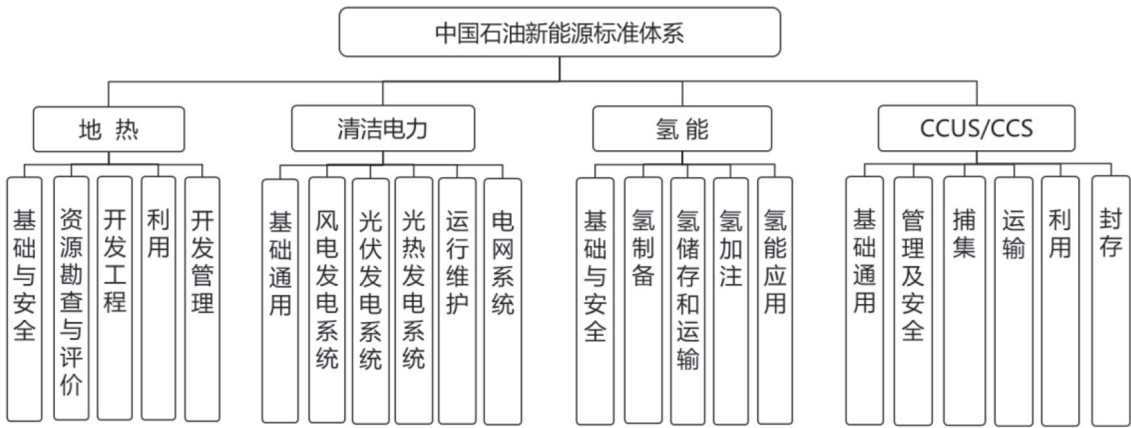 中国石油新能源标准体系
地 热
清洁电力
氢 能
CCUS/CCS
基础与安全
资源勘查与评价
开发工程
利用
开发管理
基础通用
风电发电系统
光伏发电系统
光热发电系统
运行维护
电网系统
基础与安全
氢制备
氢储存和运输
氢加注
氢能应用
基础通用
管理及安全
捕集
运输
利用
封存